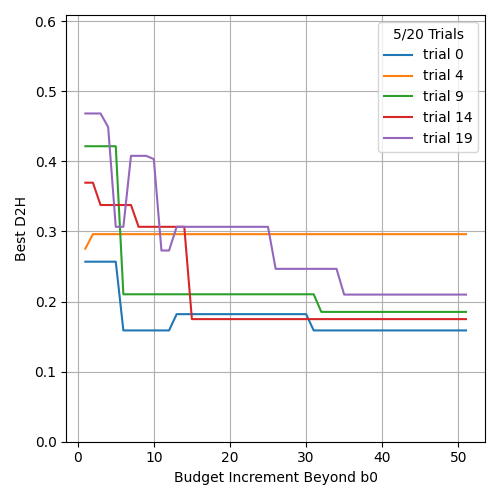 5/20 Trials
trial 0
trial 4
trial 9
trial 14
trial 19
Best D2H
0.6
0.5
0.4
0.3
0.2
0.1
0.0
0 10 20 30 40 50
Budget Increment Beyond b0